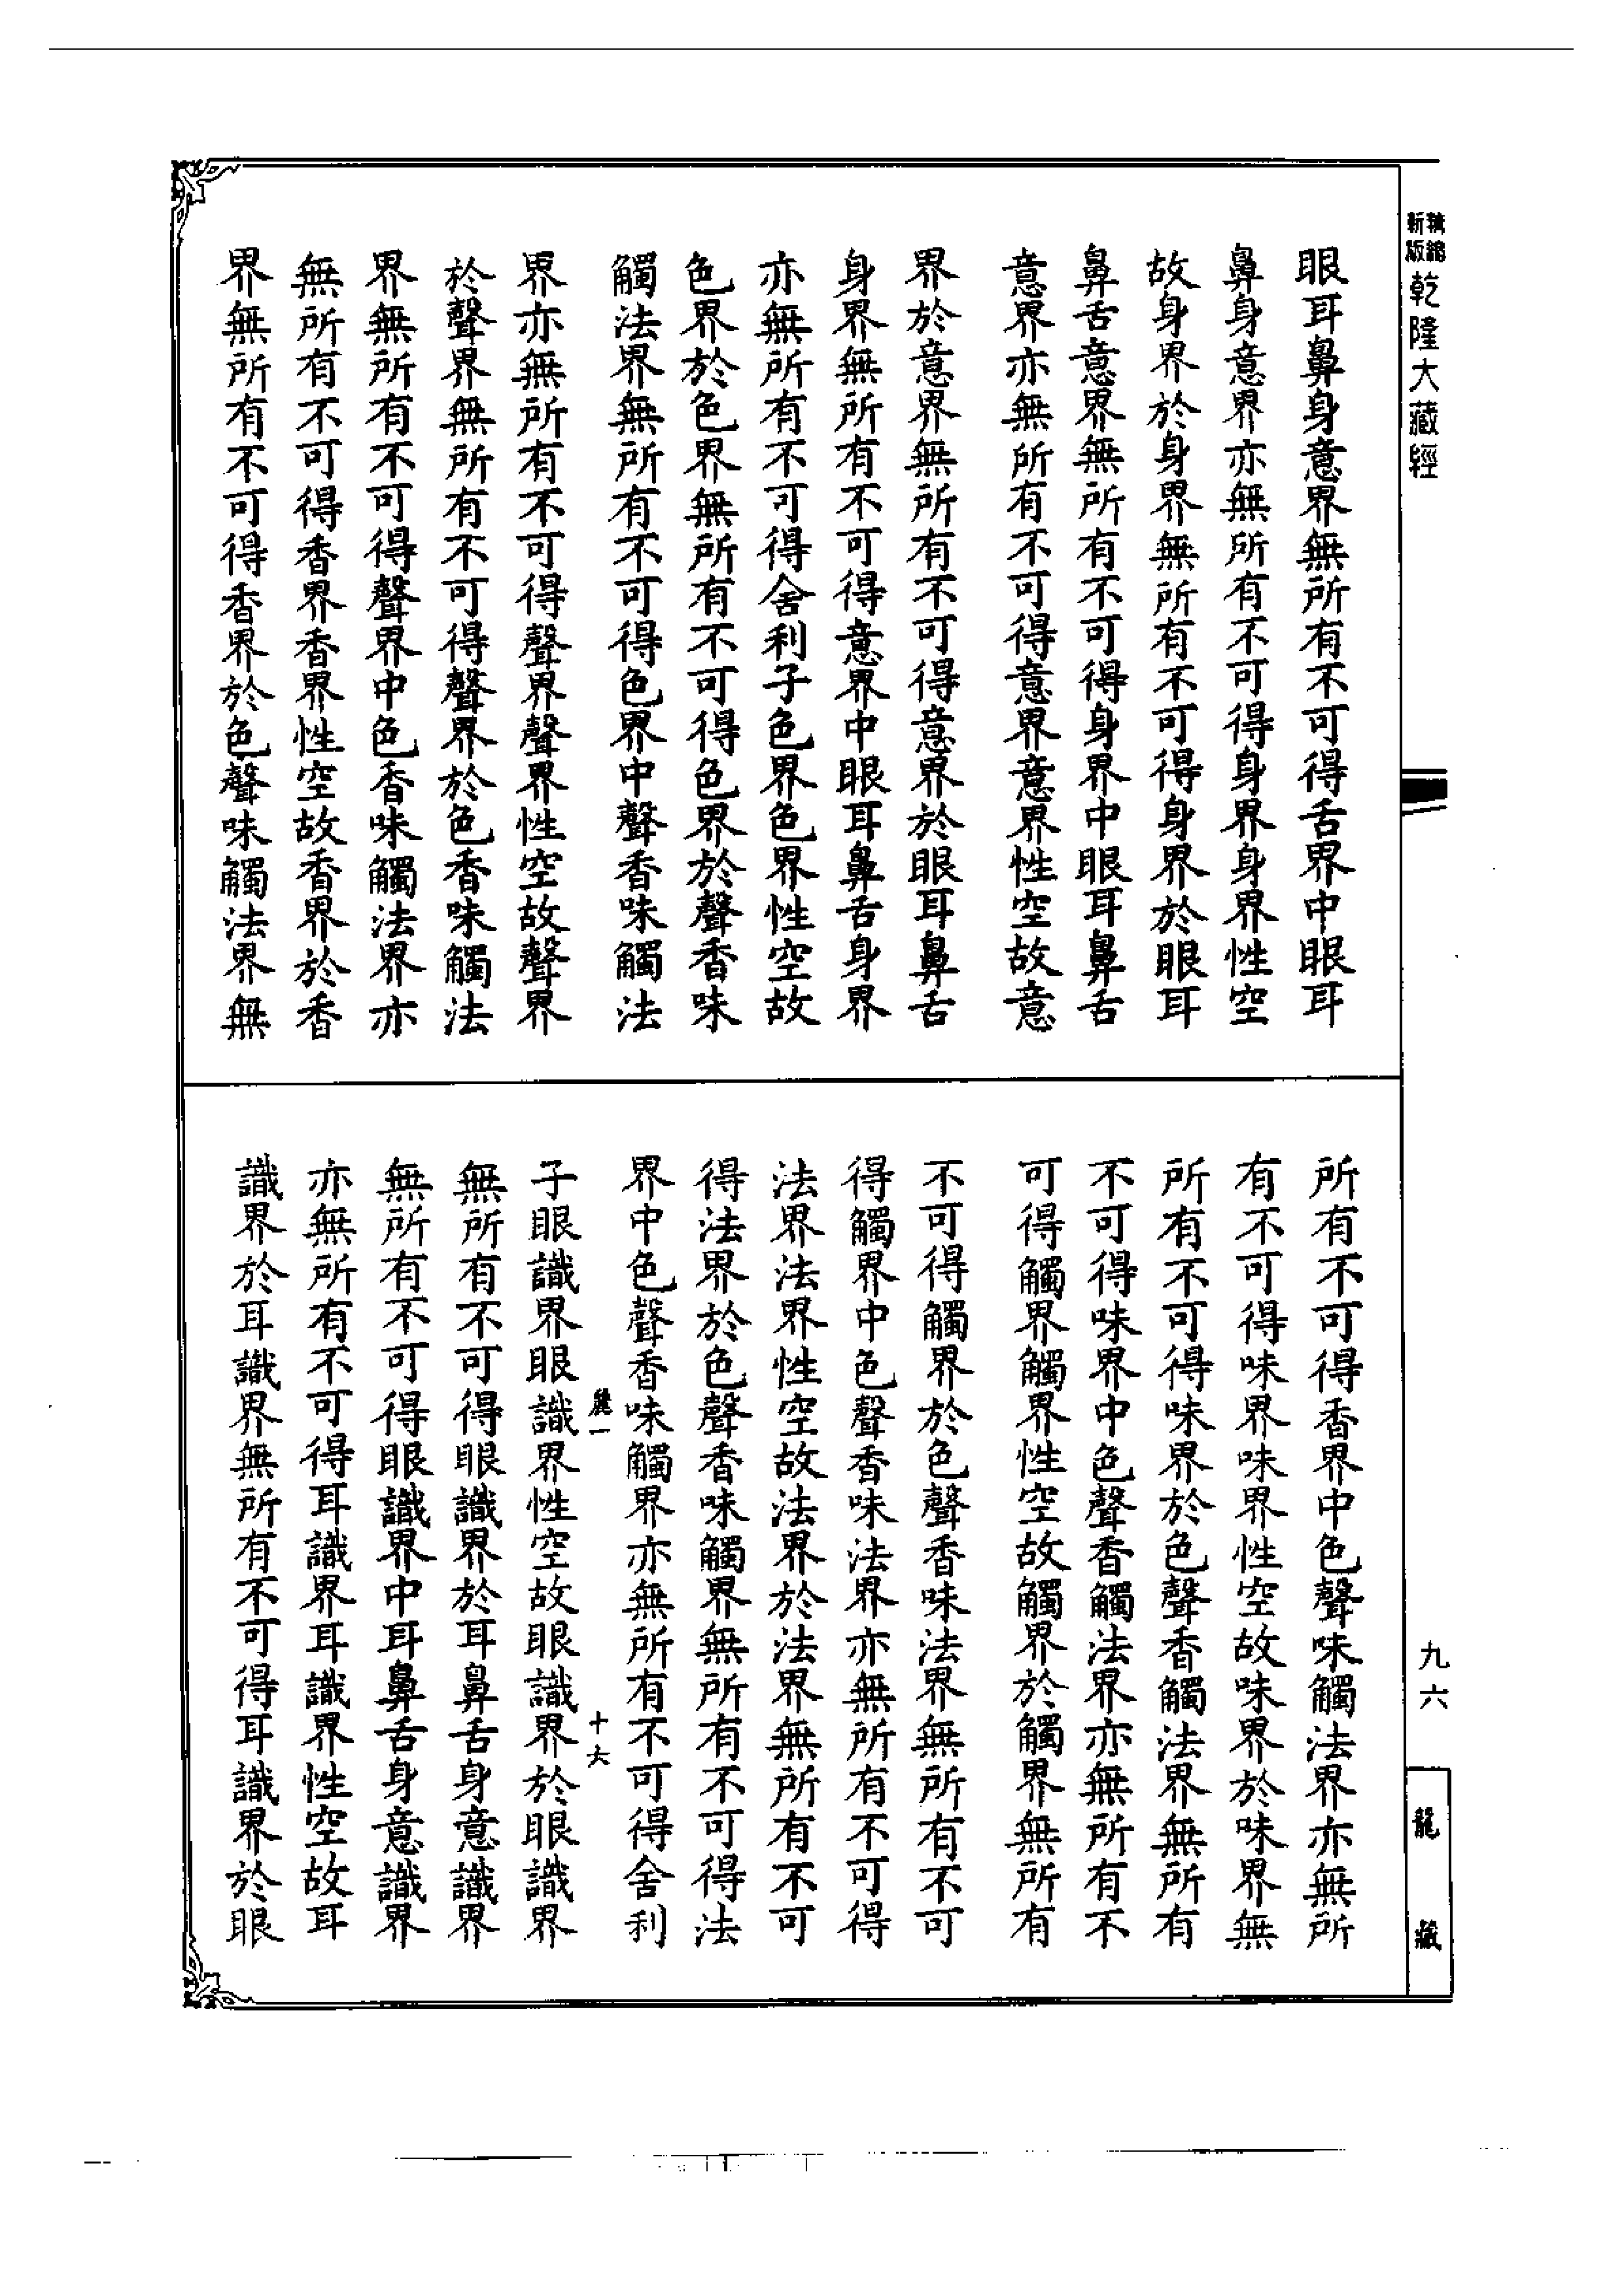 新版
乾隆大藏經
眼耳鼻身意界無所有不可得舌界中眼耳
鼻身意界亦無所有不可得身界身界性空
故身界於身界無所有不可得身界於眼耳
鼻舌意界無所有不可得身界中眼耳鼻舌
意界亦無所有不可得意界意界性空故意
界於意界無所有不可得意界於眼耳鼻舌
身界無所有不可得意界中眼耳鼻舌身界
亦無所有不可得舍利子色界色界性空故
色界於色界無所有不可得色界於聲香味
觸法界無所有不可得色界中聲香味觸法
界亦無所有不可得聲界聲界性空故聲界
於聲界無所有不可得聲界於色香味觸法
界無所有不可得聲界中色香味觸法界亦
無所有不可得香界香界性空故香界於香
界無所有不可得香界於色聲味觸法界無
九六
龍藏
所有不可得香界中色聲味觸法界亦無所
有不可得味界味界性空故味界於味界無
所有不可得味界於色聲香觸法界無所有
不可得味界中色聲香觸法界亦無所有不
可得觸界觸界性空故觸界於觸界無所有
不可得觸界於色聲香味法界無所有不可
得觸界中色聲香味法界亦無所有不可得
法界法界性空故法界於法界無所有不可
得法界於色聲香味觸界無所有不可得法
界中色聲香味觸界亦無所有不可得舍利
麗一 十六
子眼識界眼識界性空故眼識界於眼識界
無所有不可得眼識界於耳鼻舌身意識界
無所有不可得眼識界中耳鼻舌身意識界
亦無所有不可得耳識界耳識界性空故耳
識界於耳識界無所有不可得耳識界於眼